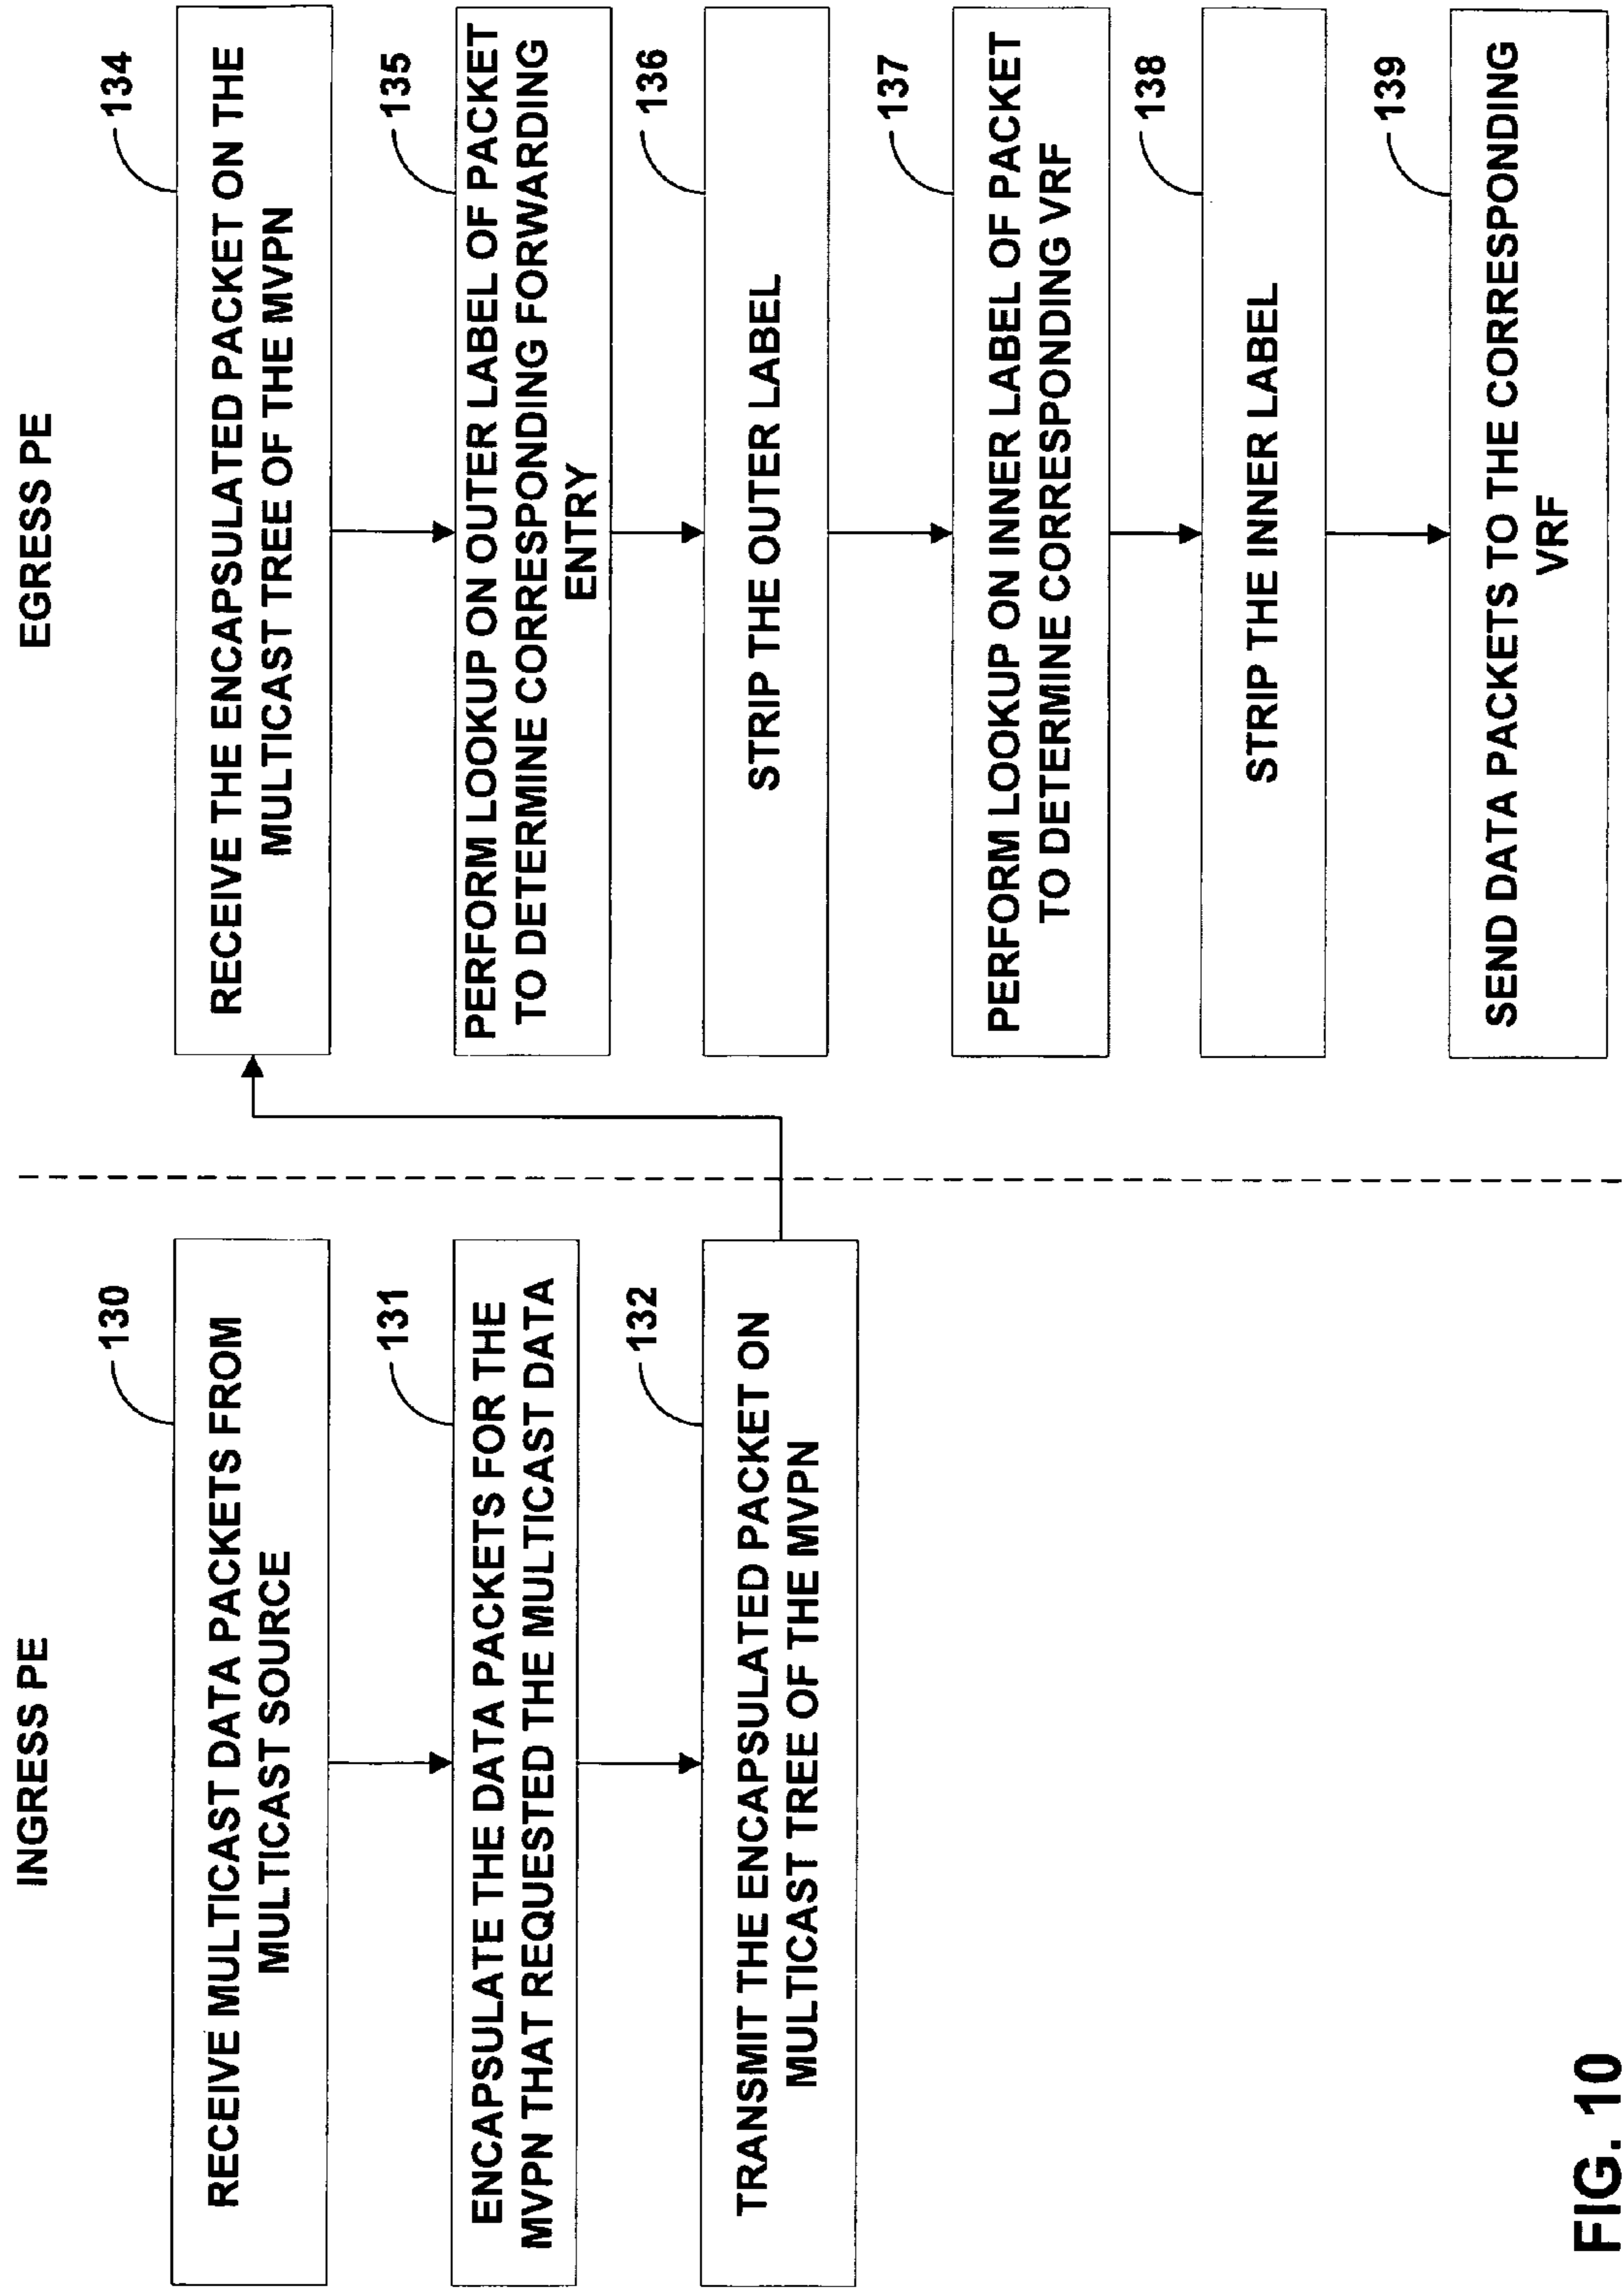 INGRESS PE
130
RECEIVE MULTICAST DATA PACKETS FROM
MULTICAST SOURCE
131
ENCAPSULATE THE DATA PACKETS FOR THE
MVPN THAT REQUESTED THE MULTICAST DATA
132
TRANSMIT THE ENCAPSULATED PACKET ON
MULTICAST TREE OF THE MVPN
EGRESS PE
134
RECEIVE THE ENCAPSULATED PACKET ON THE
MULTICAST TREE OF THE MVPN
135
PERFORM LOOKUP ON OUTER LABEL OF PACKET
TO DETERMINE CORRESPONDING FORWARDING
ENTRY
136
STRIP THE OUTER LABEL
137
PERFORM LOOKUP ON INNER LABEL OF PACKET
TO DETERMINE CORRESPONDING VRF
138
STRIP THE INNER LABEL
139
SEND DATA PACKETS TO THE CORRESPONDING
VRF
FIG. 10